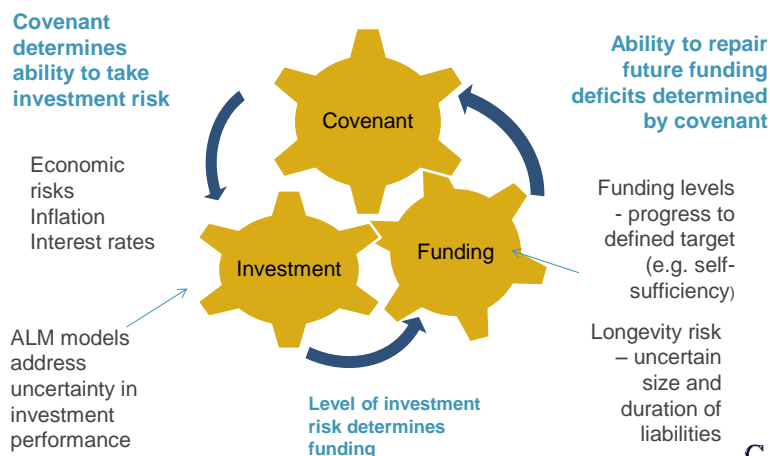 Covenant
determines
ability to take
investment risk
Ability to repair
future funding
deficits determined
by covenant
Covenant
Economic
risks
Inflation
Interest rates
Investment
Funding
Funding levels
- progress to
defined target
(e.g. self-
sufficiency)
ALM models
address
uncertainty in
investment
performance
Level of investment
risk determines
funding
Longevity risk
– uncertain
size and
duration of
liabilities